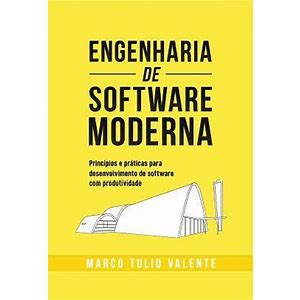 ENGENHARIA
DE
SOFTWARE
MODERNA
Princípios e práticas para
desenvolvimento de software
com produtividade
MARCO TULIO VALENTE